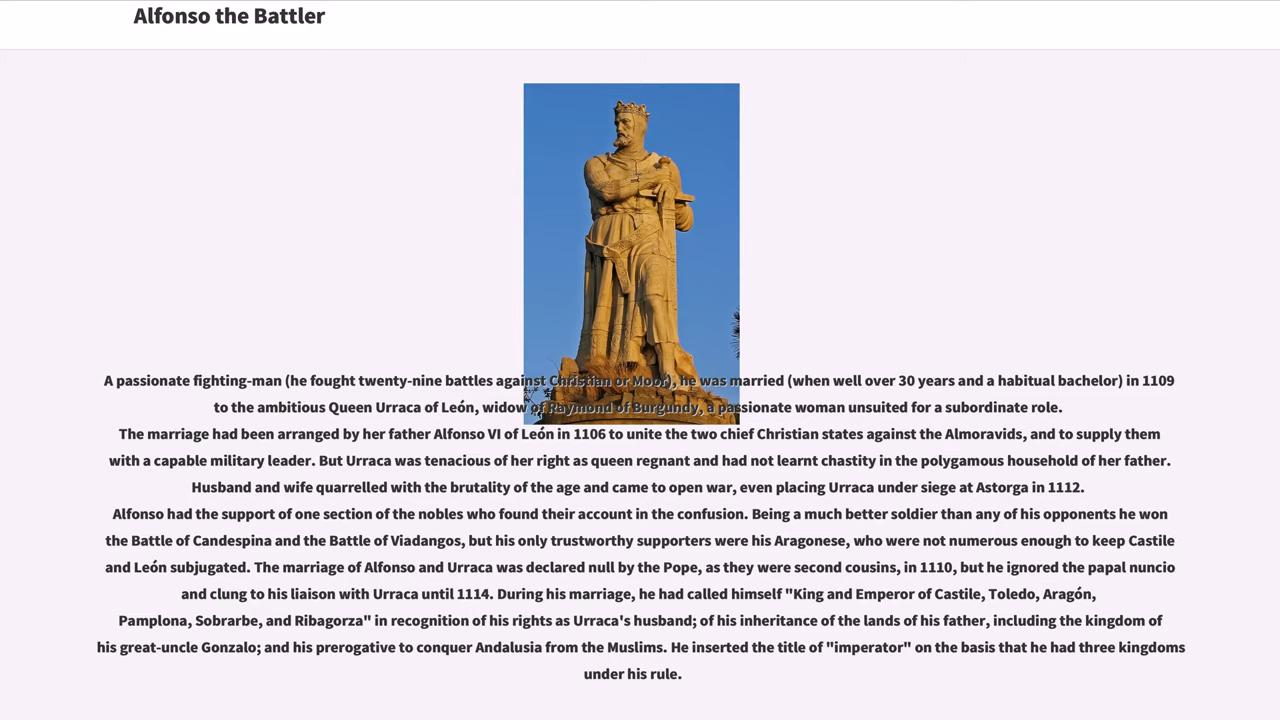 Alfonso the Battler
A passionate fighting-man (he fought twenty-nine battles against Christian or Moor), he was married (when well over 30 years and a habitual bachelor) in 1109
to the ambitious Queen Urraca of León, widow of Raymond of Burgundy, a passionate woman unsuited for a subordinate role.
The marriage had been arranged by her father Alfonso VI of León in 1106 to unite the two chief Christian states against the Almoravids, and to supply them
with a capable military leader. But Urraca was tenacious of her right as queen regnant and had not learnt chastity in the polygamous household of her father.
Husband and wife quarrelled with the brutality of the age and came to open war, even placing Urraca under siege at Astorga in 1112.
Alfonso had the support of one section of the nobles who found their account in the confusion. Being a much better soldier than any of his opponents he won
the Battle of Candespina and the Battle of Viadangos, but his only trustworthy supporters were his Aragonese, who were not numerous enough to keep Castile
and León subjugated. The marriage of Alfonso and Urraca was declared null by the Pope, as they were second cousins, in 1110, but he ignored the papal nuncio
and clung to his liaison with Urraca until 1114. During his marriage, he had called himself "King and Emperor of Castile, Toledo, Aragón,
Pamplona, Sobrarbe, and Ribagorza" in recognition of his rights as Urraca's husband; of his inheritance of the lands of his father, including the kingdom of
his great-uncle Gonzalo; and his prerogative to conquer Andalusia from the Muslims. He inserted the title of "imperator" on the basis that he had three kingdoms
under his rule.